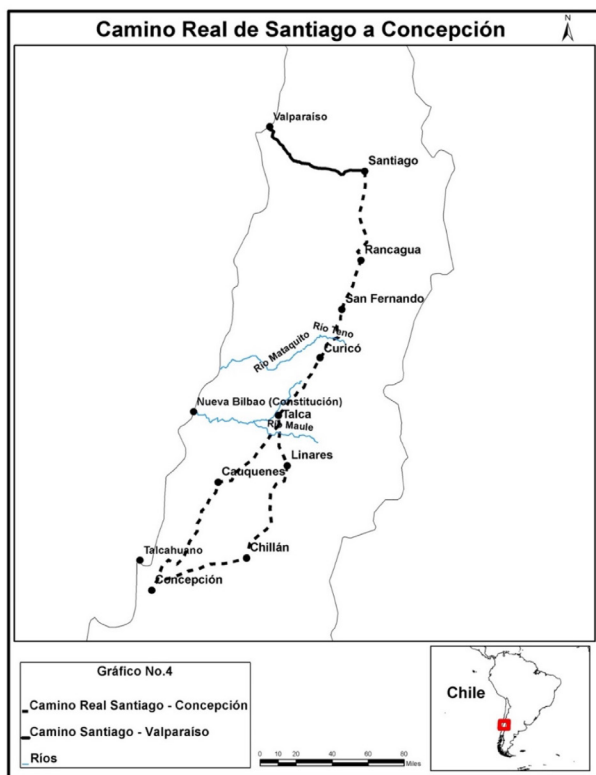 Camino Real de Santiago a Concepción
N
Valparaíso
Santiago
Rancagua
San Fernando
Río Teno
Río Mataquito
Curicó
Nueva Bilbao (Constitución)
Talca
Río Maule
Linares
Cauquenes
Talcahuano
Chillán
Concepción
Gráfico No.4
Camino Real Santiago - Concepción
Camino Santiago - Valparaíso
Ríos
0 10 20 40 60 80
Miles
Chile